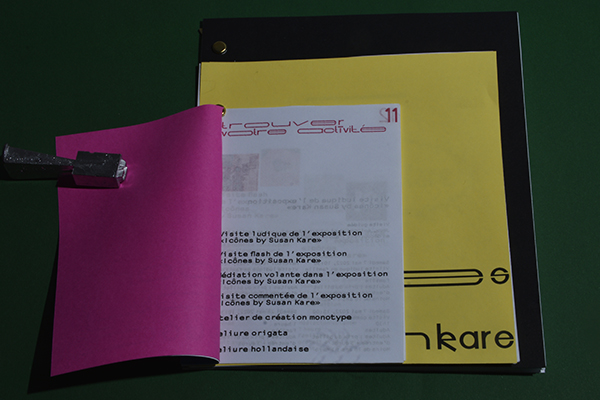 11
trouver
votre activité
Visite ludique de l'exposition
«Icônes by Susan Kare»
Visite flash de l'exposition
«Icônes by Susan Kare»
Médiation volante dans l'exposition
«Icônes by Susan Kare»
Visite commentée de l'exposition
«Icônes by Susan Kare»
atelier de création monotype
reliure origata
reliure hollandaise
es
nkare